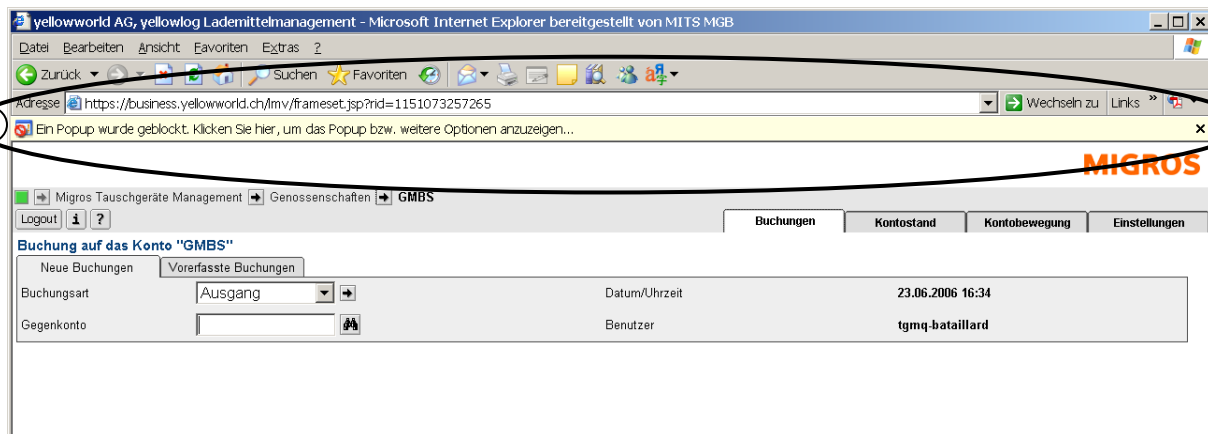 yellowworld AG, yellowlog Lademittelmanagement - Microsoft Internet Explorer bereitgestellt von MITS MGB
Datei Bearbeiten Ansicht Favoriten Extras ?
Zurück Suchen Favoriten
Adresse https://business.yellowworld.ch/lmv/frameset.jsp?rid=1151073257265 Wechseln zu Links »
Ein Popup wurde geblockt. Klicken Sie hier, um das Popup bzw. weitere Optionen anzuzeigen...
MIGROS
Migros Tauschgeräte Management Genossenschaften GMBS
Logout i ? Buchungen Kontostand Kontobewegung Einstellungen
Buchung auf das Konto "GMBS"
Neue Buchungen Vorerfasste Buchungen
Buchungsart Ausgang Datum/Uhrzeit 23.06.2006 16:34
Gegenkonto Benutzer tgmq-bataillard